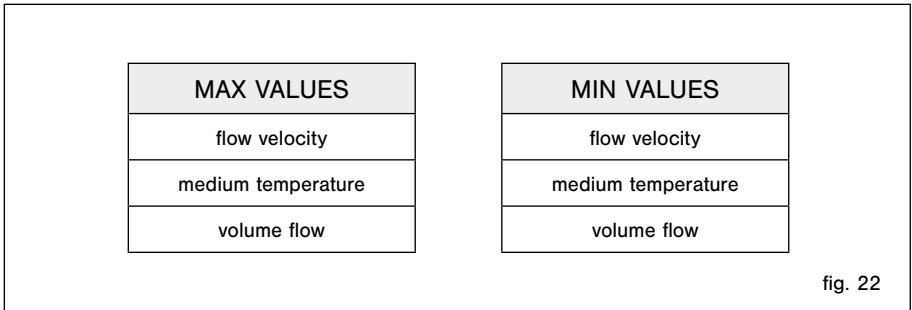 MAX VALUES
flow velocity
medium temperature
volume flow
MIN VALUES
flow velocity
medium temperature
volume flow
fig. 22